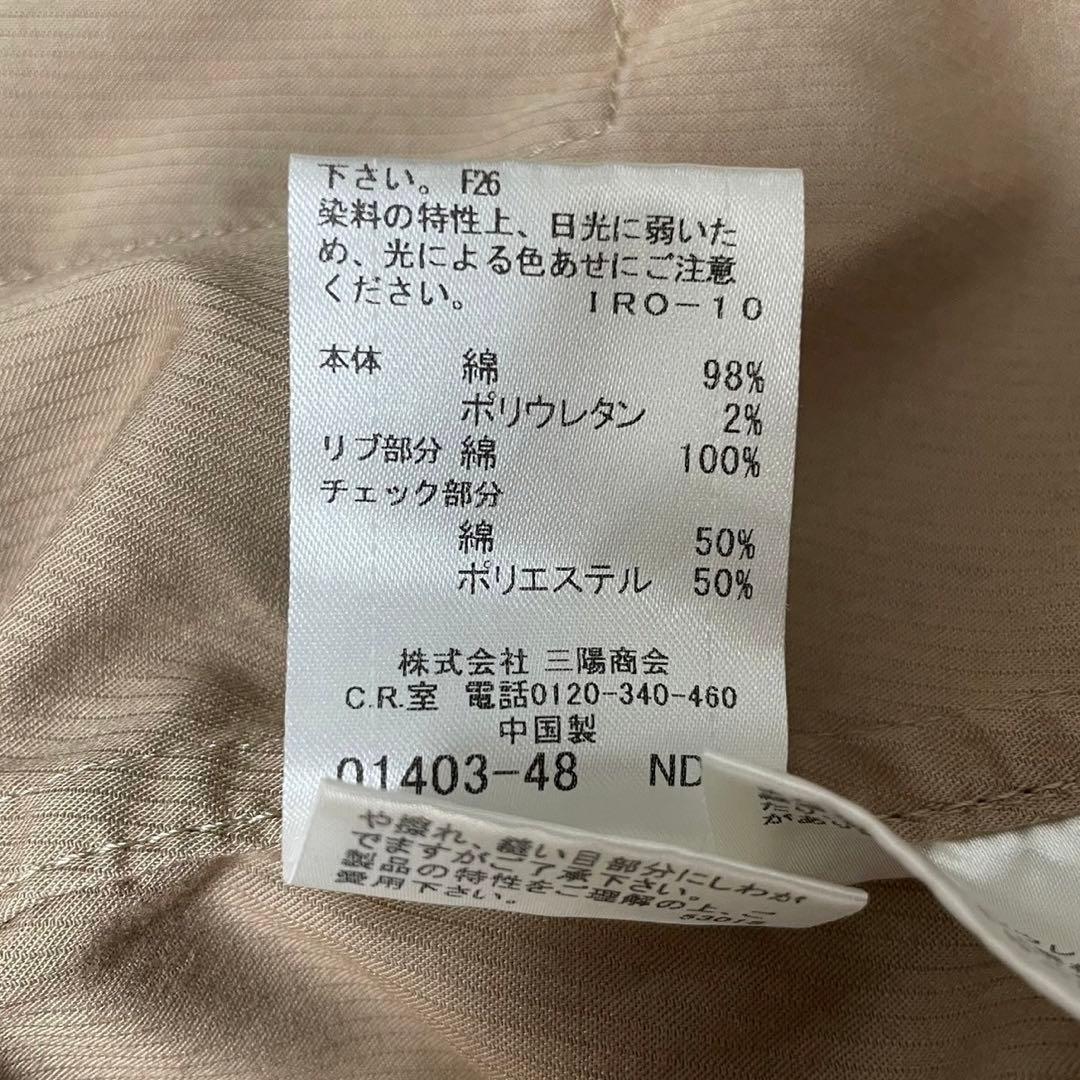 下さい。 F26
染料の特性上、日光に弱いた
め、光による色あせにご注意
ください。 IRO-10
本体 綿 98%
ポリウレタン 2%
リブ部分 綿 100%
チェック部分
綿 50%
ポリエステル 50%
株式会社 三陽商会
C.R.室 電話0120-340-460
中国製
01403-48 ND
や擦れ、縫い目部分にしわが
でますがご了承下さい。
製品の特性をご理解の上、ご
愛用下さい。